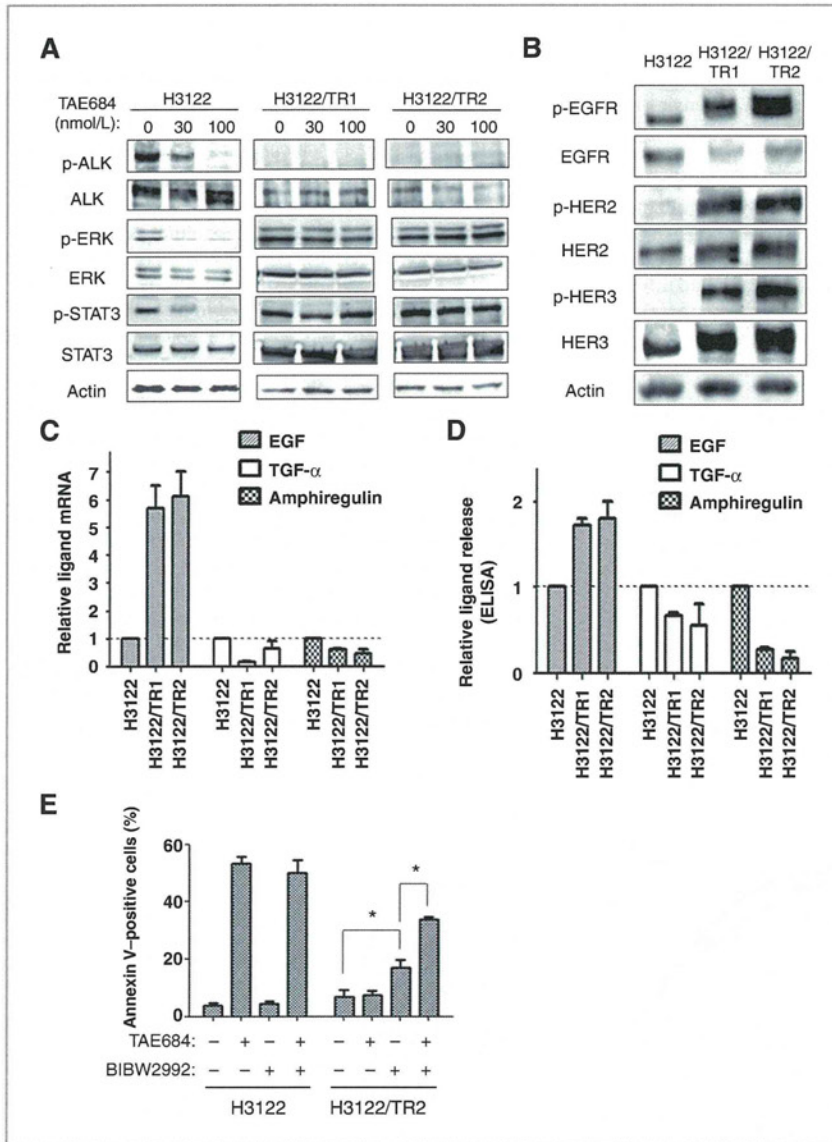 A
TAE684 (nmol/L):
H3122 H3122/TR1 H3122/TR2
0 30 100 0 30 100 0 30 100
p-ALK
ALK
p-ERK
ERK
p-STAT3
STAT3
Actin
B
H3122 H3122/TR1 H3122/TR2
p-EGFR
EGFR
p-HER2
HER2
p-HER3
HER3
Actin
C
EGF
TGF-α
Amphiregulin
Relative ligand mRNA
7
6
5
4
3
2
1
0
H3122 H3122/TR1 H3122/TR2 H3122 H3122/TR1 H3122/TR2 H3122 H3122/TR1 H3122/TR2
D
EGF
TGF-α
Amphiregulin
Relative ligand release (ELISA)
2
1
0
H3122 H3122/TR1 H3122/TR2 H3122 H3122/TR1 H3122/TR2 H3122 H3122/TR1 H3122/TR2
E
Annexin V–positive cells (%)
60
40
20
0
* *
TAE684: – + – + – + – +
BIBW2992: – – + + – – + +
H3122 H3122/TR2